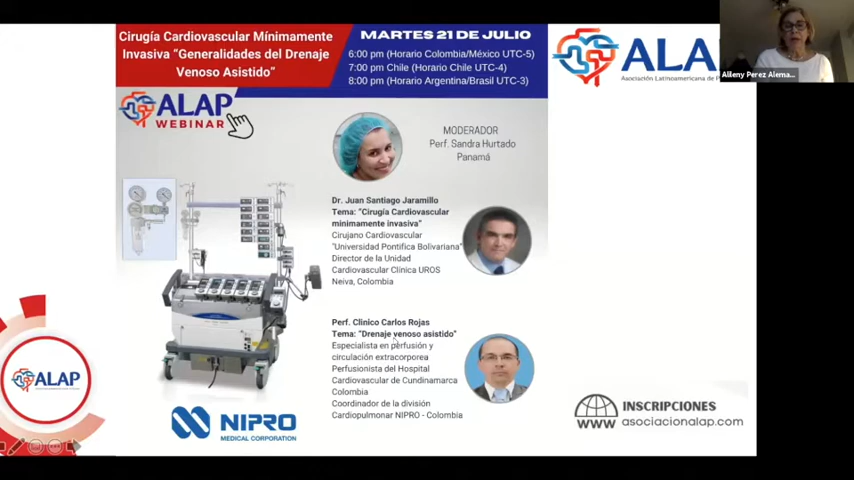 Cirugía Cardiovascular Mínimamente
Invasiva “Generalidades del Drenaje
Venoso Asistido”
MARTES 21 DE JULIO
6:00 pm (Horario Colombia/México UTC-5)
7:00 pm Chile (Horario Chile UTC-4)
8:00 pm (Horario Argentina/Brasil UTC-3)
ALAP
Asociación Latinoamericana de P
Alleny Perez Alema...
ALAP
WEBINAR
MODERADOR
Perf. Sandra Hurtado
Panamá
Dr. Juan Santiago Jaramillo
Tema: “Cirugía Cardiovascular
minimamente invasiva”
Cirujano Cardiovascular
“Universidad Pontifica Bolivariana”
Director de la Unidad
Cardiovascular Clínica UROS
Neiva, Colombia
Perf. Clínico Carlos Rojas
Tema: “Drenaje venoso asistido”
Especialista en perfusión y
circulación extracorporea
Perfusionista del Hospital
Cardiovascular de Cundinamarca
Colombia
Coordinador de la división
Cardiopulmonar NIPRO - Colombia
ALAP
NIPRO
MEDICAL CORPORATION
WWW
INSCRIPCIONES
asociacionalap.com